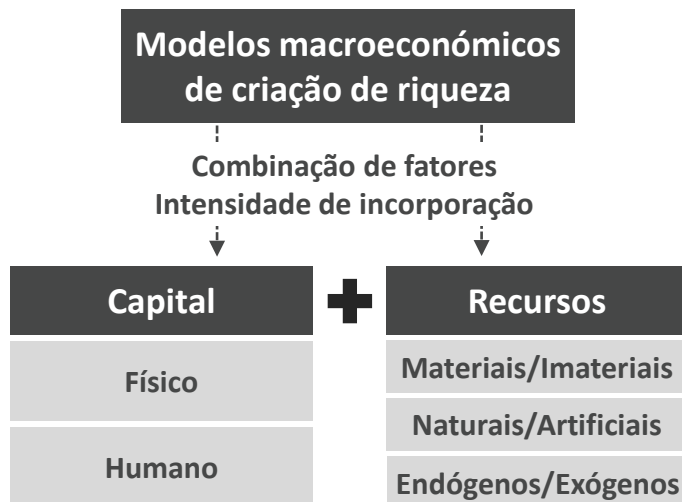 Modelos macroeconómicos
de criação de riqueza
Combinação de fatores
Intensidade de incorporação
Capital
Recursos
Físico
Humano
Materiais/Imateriais
Naturais/Artificiais
Endógenos/Exógenos